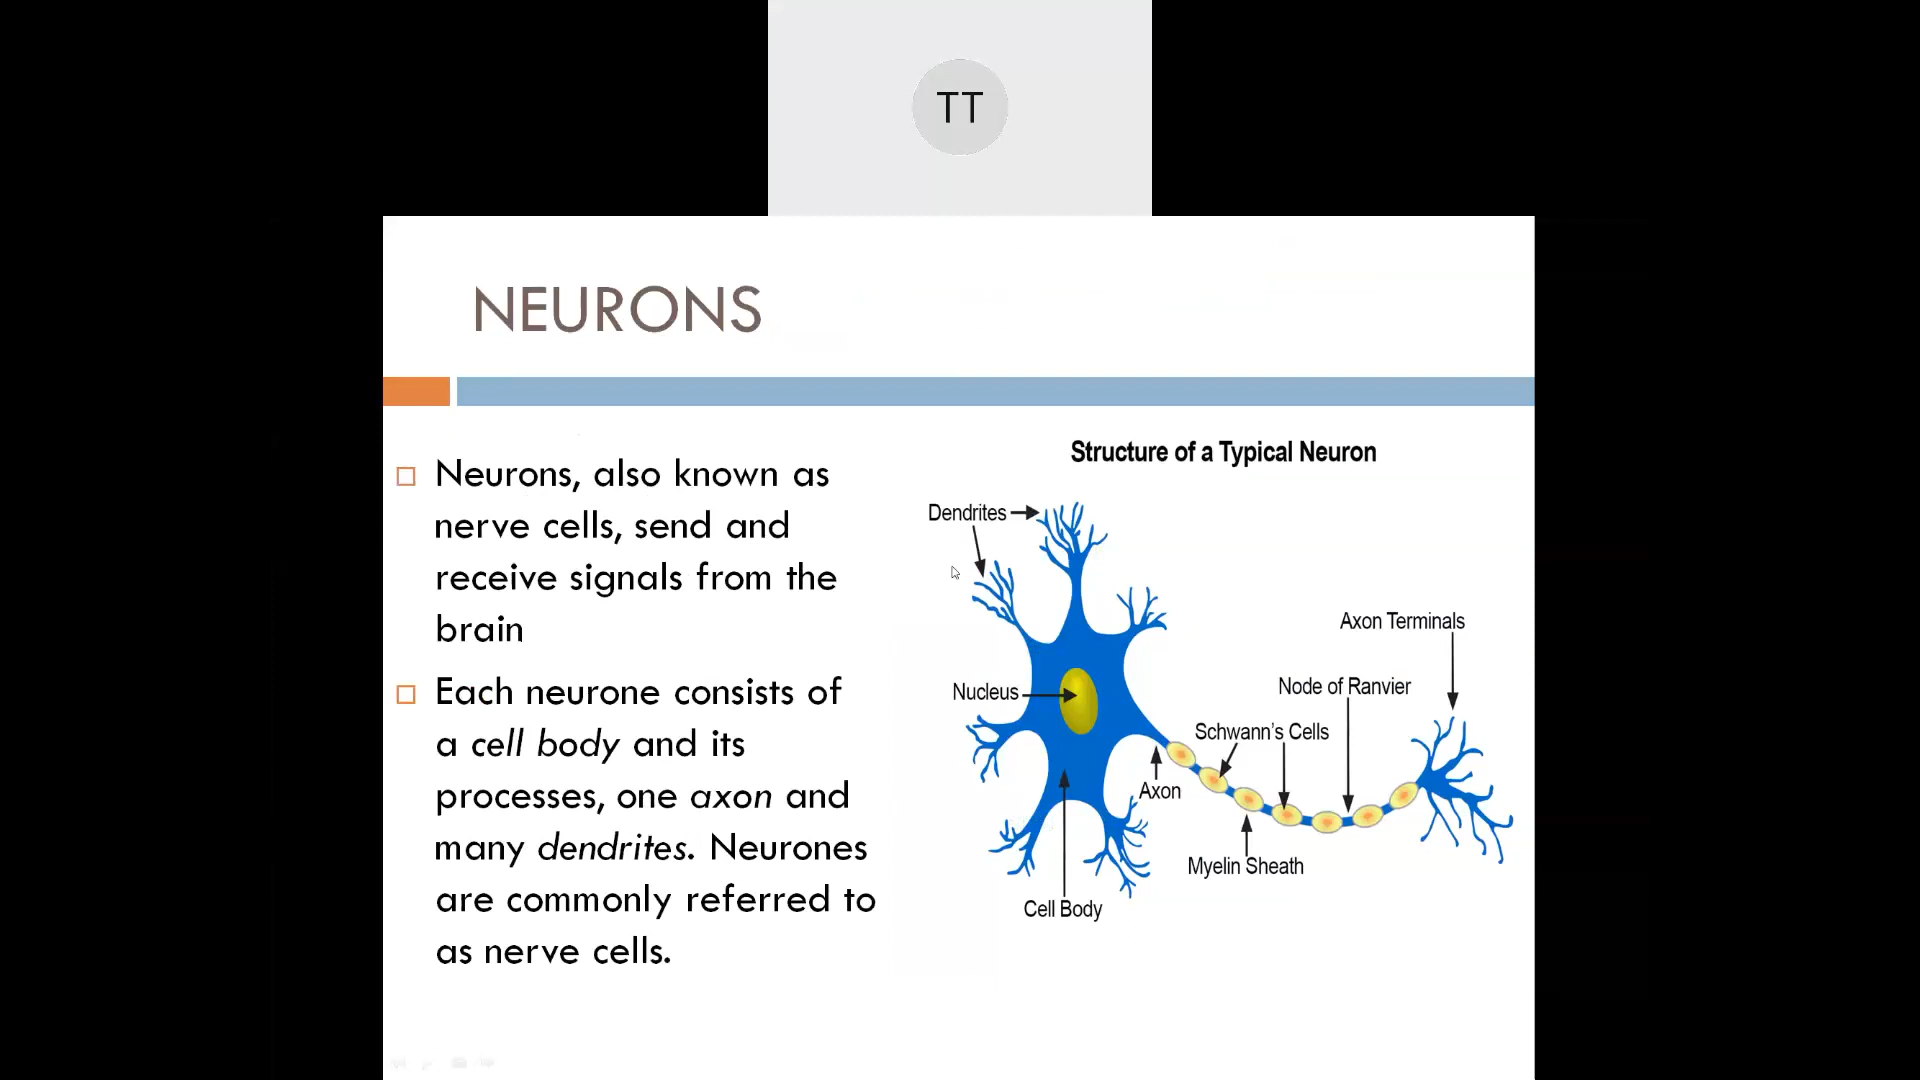 TT
NEURONS
Neurons, also known as
nerve cells, send and
receive signals from the
brain
Each neurone consists of
a cell body and its
processes, one axon and
many dendrites. Neurones
are commonly referred to
as nerve cells.
Structure of a Typical Neuron
Dendrites
Axon Terminals
Node of Ranvier
Nucleus
Schwann's Cells
Axon
Myelin Sheath
Cell Body